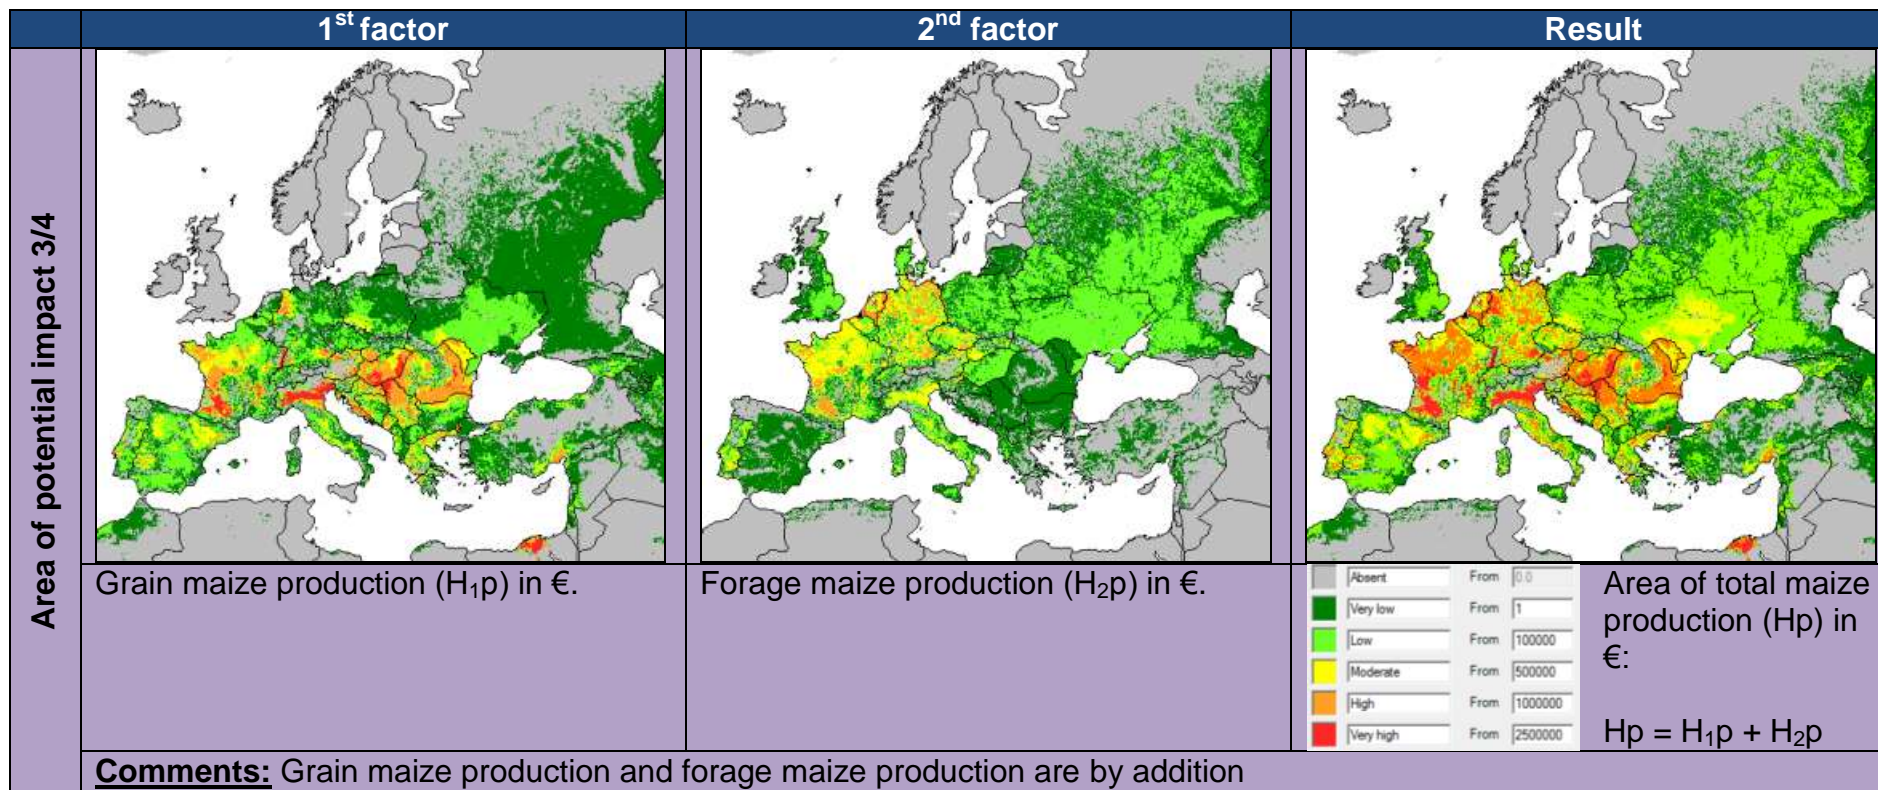 1st factor
2nd factor
Result
Area of potential impact 3/4
Grain maize production (H₁p) in €.
Forage maize production (H₂p) in €.
Absent From 0.0
Very low From 1
Low From 100000
Moderate From 500000
High From 1000000
Very high From 2500000
Area of total maize
production (Hp) in
€:
Hp = H₁p + H₂p
Comments: Grain maize production and forage maize production are by addition